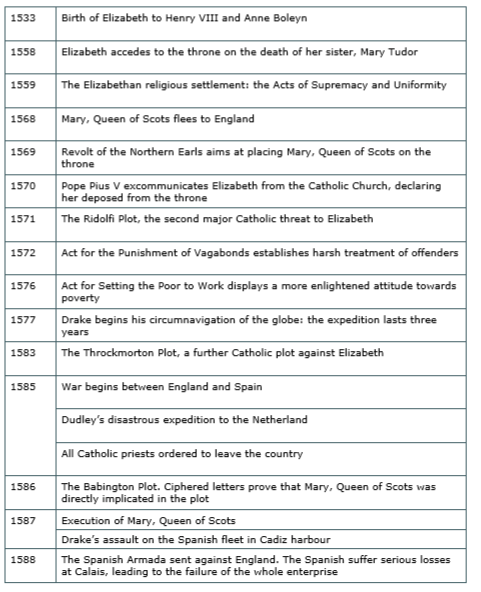 1533 Birth of Elizabeth to Henry VIII and Anne Boleyn
1558 Elizabeth accedes to the throne on the death of her sister, Mary Tudor
1559 The Elizabethan religious settlement: the Acts of Supremacy and Uniformity
1568 Mary, Queen of Scots flees to England
1569 Revolt of the Northern Earls aims at placing Mary, Queen of Scots on the
throne
1570 Pope Pius V excommunicates Elizabeth from the Catholic Church, declaring
her deposed from the throne
1571 The Ridolfi Plot, the second major Catholic threat to Elizabeth
1572 Act for the Punishment of Vagabonds establishes harsh treatment of offenders
1576 Act for Setting the Poor to Work displays a more enlightened attitude towards
poverty
1577 Drake begins his circumnavigation of the globe: the expedition lasts three
years
1583 The Throckmorton Plot, a further Catholic plot against Elizabeth
1585 War begins between England and Spain
Dudley's disastrous expedition to the Netherland
All Catholic priests ordered to leave the country
1586 The Babington Plot. Ciphered letters prove that Mary, Queen of Scots was
directly implicated in the plot
1587 Execution of Mary, Queen of Scots
Drake's assault on the Spanish fleet in Cadiz harbour
1588 The Spanish Armada sent against England. The Spanish suffer serious losses
at Calais, leading to the failure of the whole enterprise